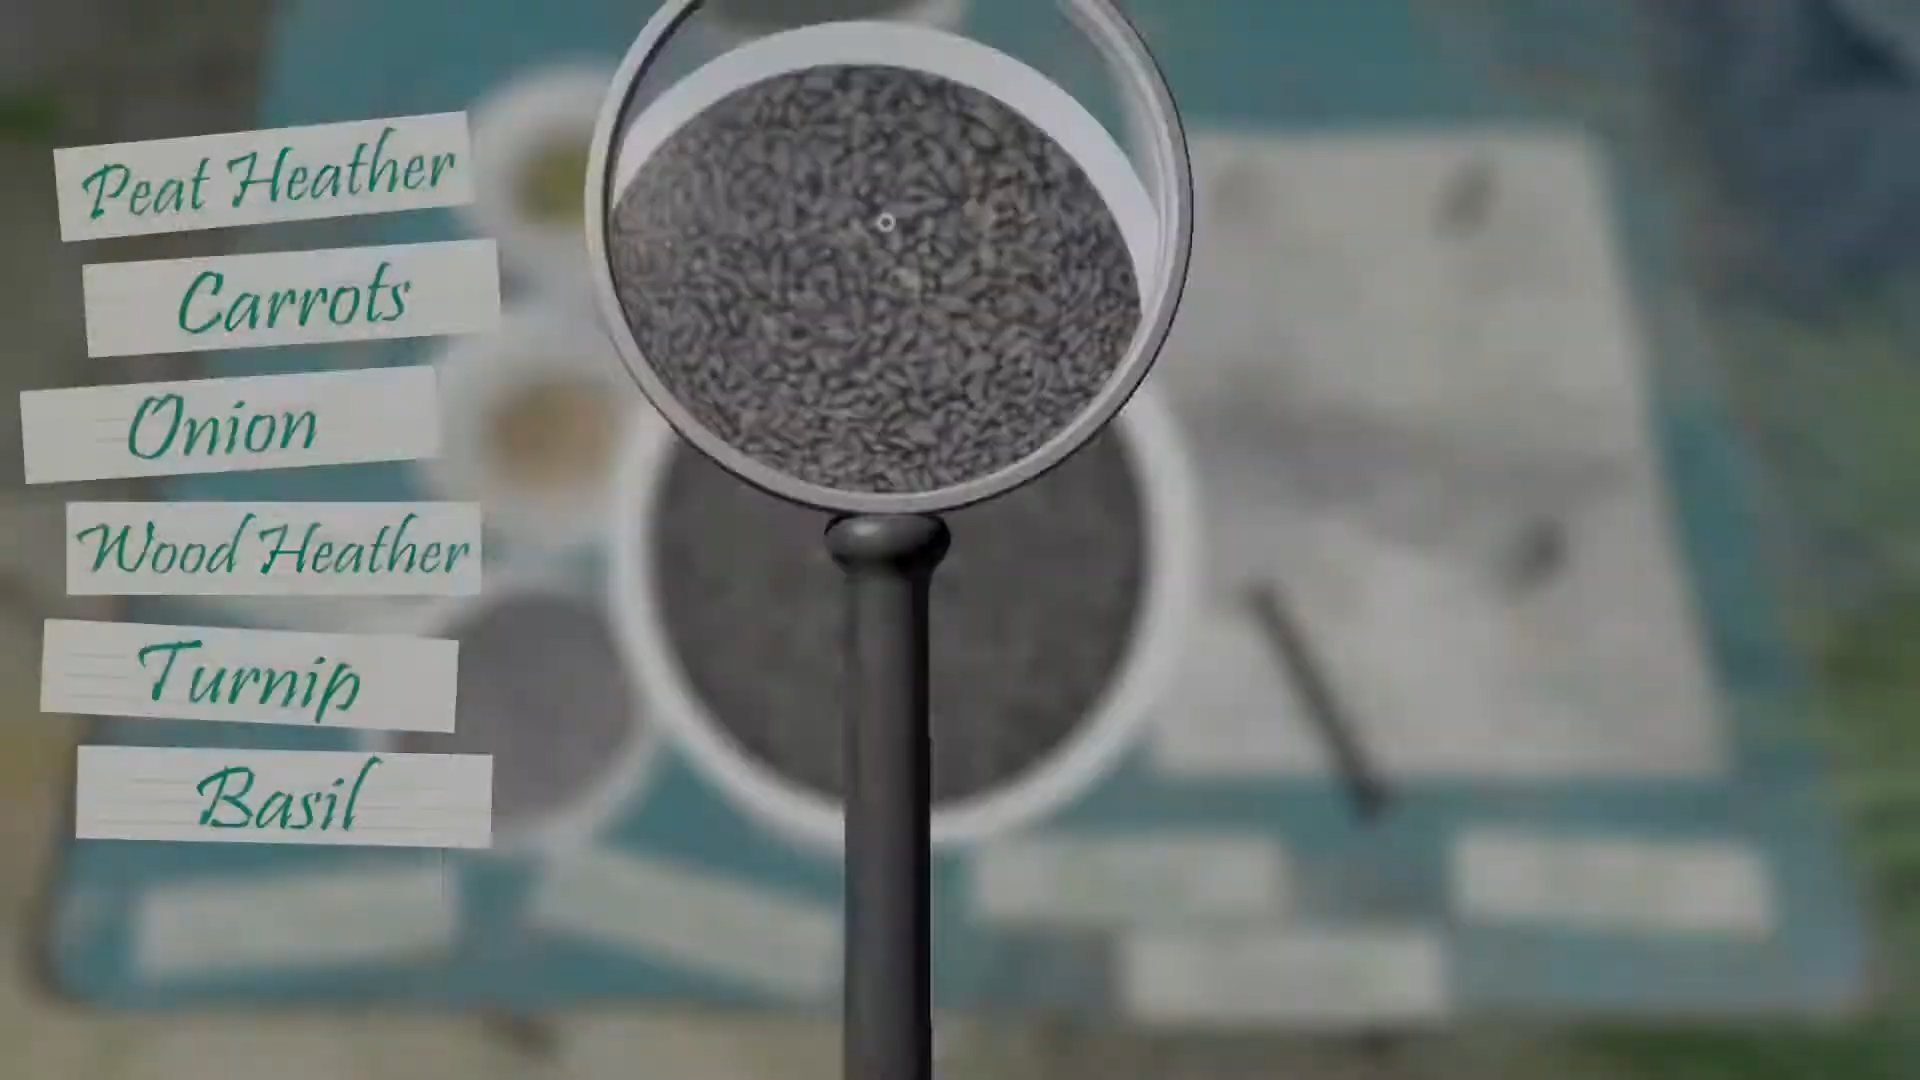 Peat Heather
Carrots
Onion
Wood Heather
Turnip
Basil